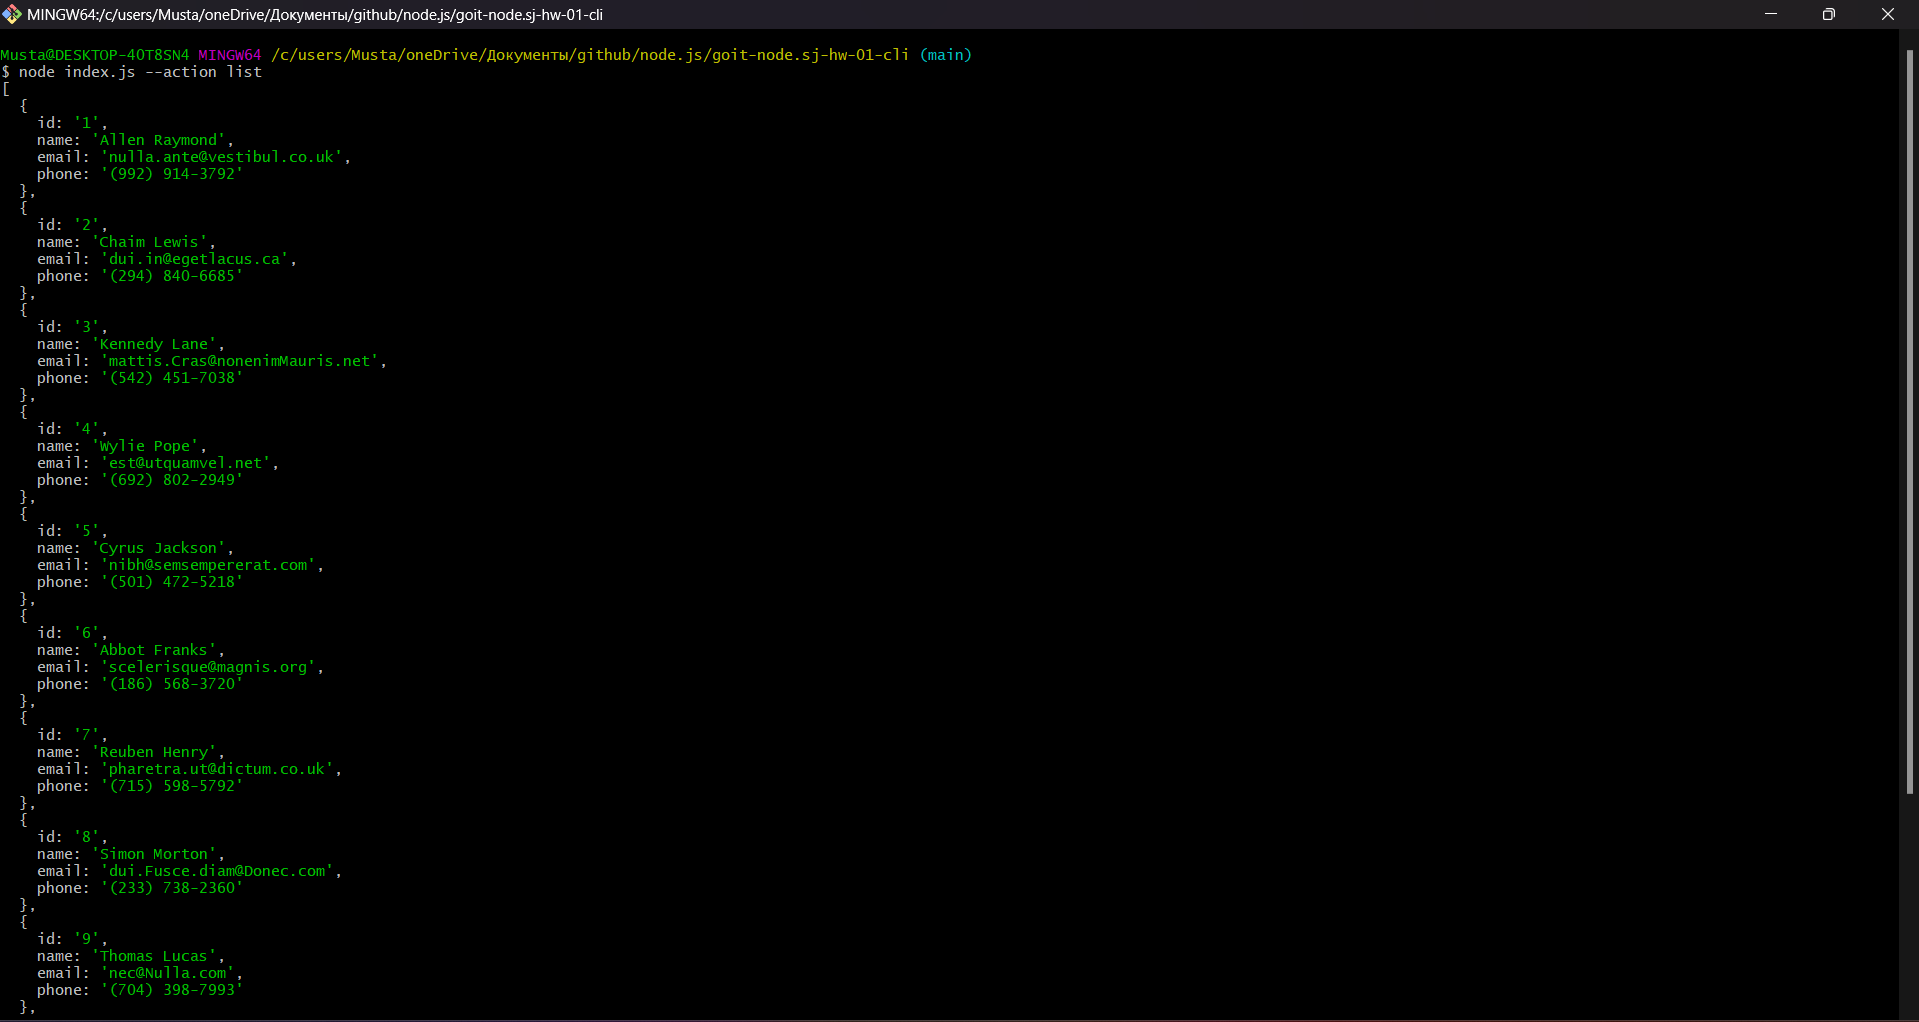 MINGW64:/c/users/Musta/oneDrive/Документы/github/node.js/goit-node.sj-hw-01-cli
Musta@DESKTOP-40T8SN4 MINGW64 /c/users/Musta/oneDrive/Документы/github/node.js/goit-node.sj-hw-01-cli (main)
$ node index.js --action list
[
  {
    id: '1',
    name: 'Allen Raymond',
    email: 'nulla.ante@vestibul.co.uk',
    phone: '(992) 914-3792'
  },
  {
    id: '2',
    name: 'Chaim Lewis',
    email: 'dui.in@egetlacus.ca',
    phone: '(294) 840-6685'
  },
  {
    id: '3',
    name: 'Kennedy Lane',
    email: 'mattis.Cras@nonenimMauris.net',
    phone: '(542) 451-7038'
  },
  {
    id: '4',
    name: 'Wylie Pope',
    email: 'est@utquamvel.net',
    phone: '(692) 802-2949'
  },
  {
    id: '5',
    name: 'Cyrus Jackson',
    email: 'nibh@semsempererat.com',
    phone: '(501) 472-5218'
  },
  {
    id: '6',
    name: 'Abbot Franks',
    email: 'scelerisque@magnis.org',
    phone: '(186) 568-3720'
  },
  {
    id: '7',
    name: 'Reuben Henry',
    email: 'pharetra.ut@dictum.co.uk',
    phone: '(715) 598-5792'
  },
  {
    id: '8',
    name: 'Simon Morton',
    email: 'dui.Fusce.diam@Donec.com',
    phone: '(233) 738-2360'
  },
  {
    id: '9',
    name: 'Thomas Lucas',
    email: 'nec@Nulla.com',
    phone: '(704) 398-7993'
  },